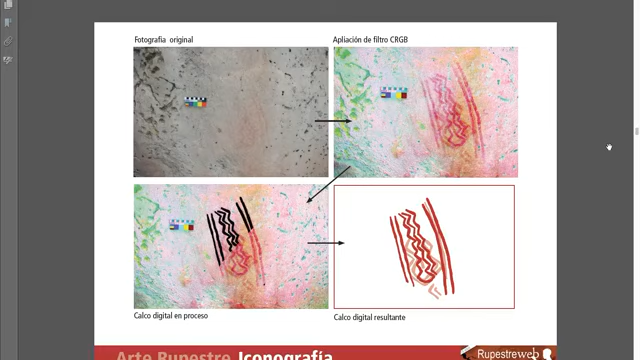 Fotografía original
Apliación de filtro CRGB
Calco digital en proceso
Calco digital resultante
Arte Rupestre Iconografía
Rupestreweb